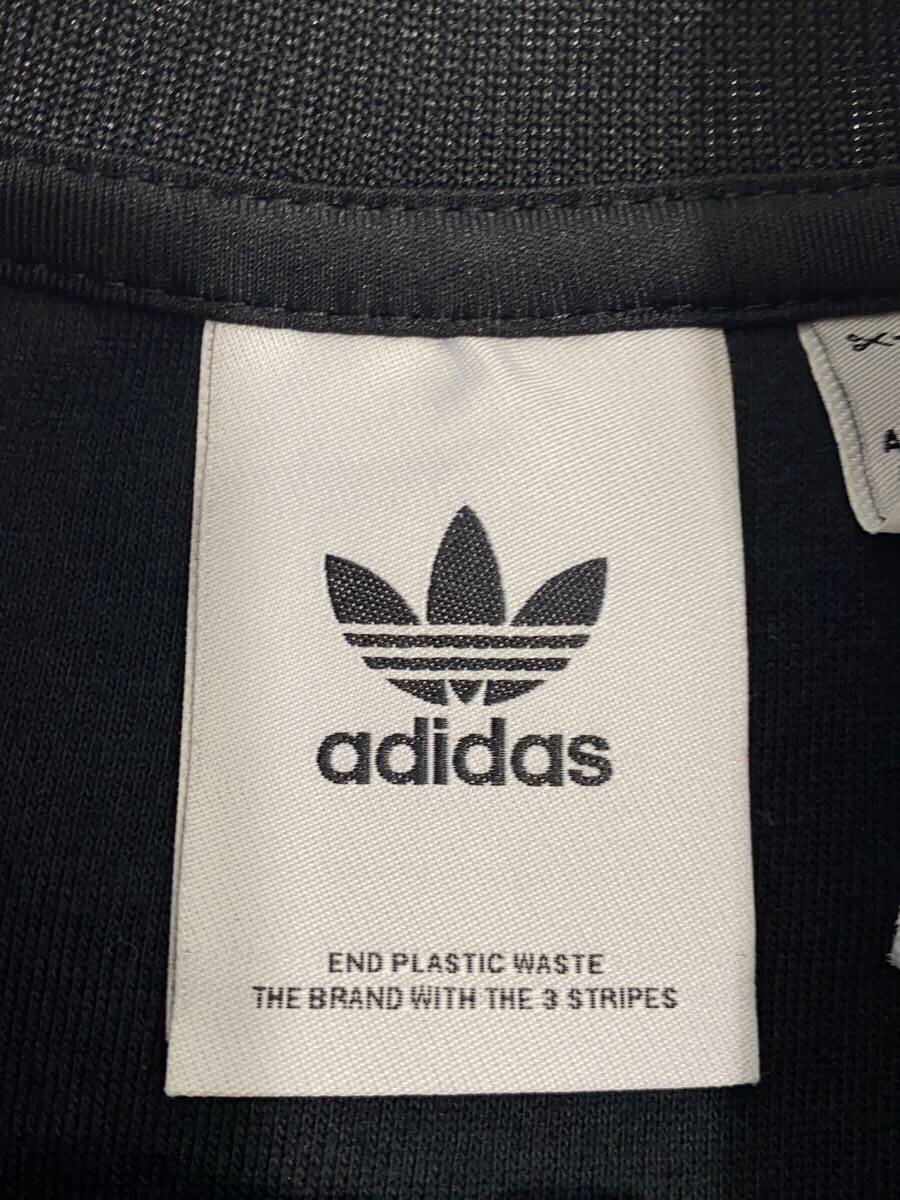 adidas
END PLASTIC WASTE
THE BRAND WITH THE 3 STRIPES
A